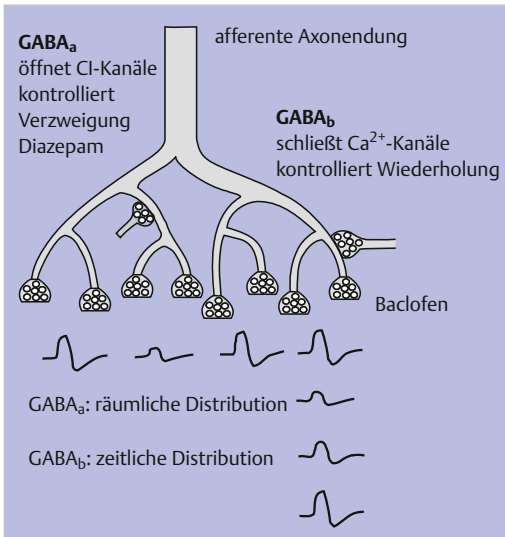 GABAa
öffnet Cl-Kanäle
kontrolliert
Verzweigung
Diazepam
afferente Axonendung
GABAb
schließt Ca²⁺-Kanäle
kontrolliert Wiederholung
Baclofen
GABAa: räumliche Distribution
GABAb: zeitliche Distribution